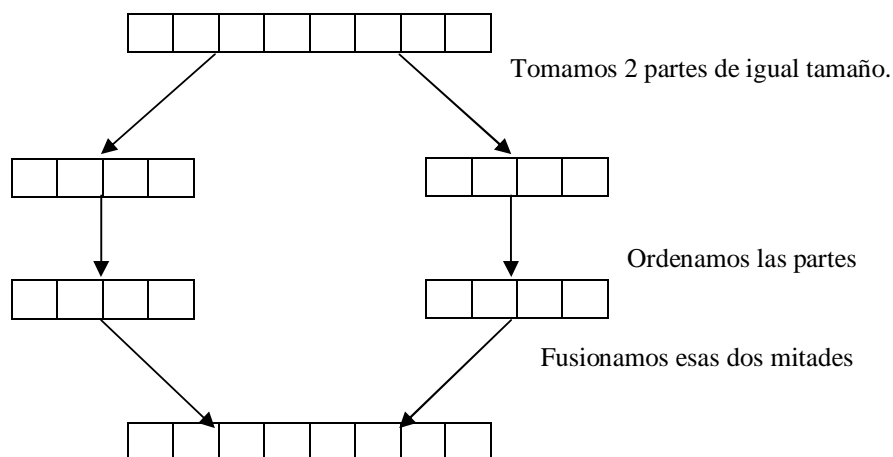 Tomamos 2 partes de igual tamaño.
Ordenamos las partes
Fusionamos esas dos mitades